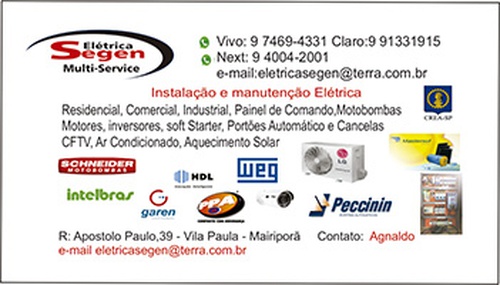 Elétrica
Segen
Multi-Service
Vivo: 9 7469-4331 Claro:9 91331915
Next: 9 4004-2001
e-mail:eletricasegen@terra.com.br
Instalação e manutenção Elétrica
Residencial, Comercial, Industrial, Painel de Comando,Motobombas
Motores, inversores, soft Starter, Portões Automático e Cancelas
CFTV, Ar Condicionado, Aquecimento Solar
CREA-SP
SCHNEIDER
MOTOBOMBAS
HDL
WEG
LG
intelbras
garen
PPA
Peccinin
R: Apostolo Paulo,39 - Vila Paula - Mairiporã Contato: Agnaldo
e-mail eletricasegen@terra.com.br